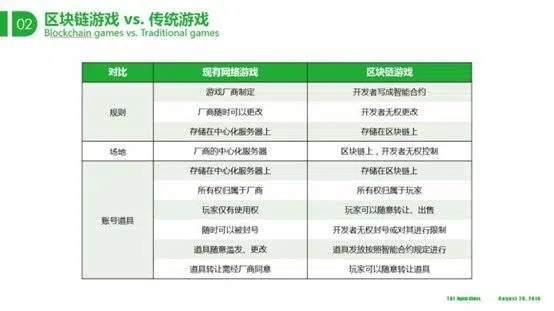 02
区块链游戏 vs. 传统游戏
Blockchain games vs. Traditional games
对比 现有网络游戏 区块链游戏
规则
游戏厂商制定 开发者写成智能合约
厂商随时可以更改 开发者无权更改
存储在中心化服务器上 存储在区块链上
场地 厂商的中心化服务器 区块链上，开发者无权控制
账号道具
存储在中心化服务器上 存储在区块链上
所有权归属于厂商 所有权归属于玩家
玩家仅有使用权 玩家可以随意转让、出售
随时可以被封号 开发者无权封号或对其进行限制
道具随意滥发、更改 道具发放按照智能合约规定进行
道具转让需经厂商同意 玩家可以随意转让道具
August 28, 2018